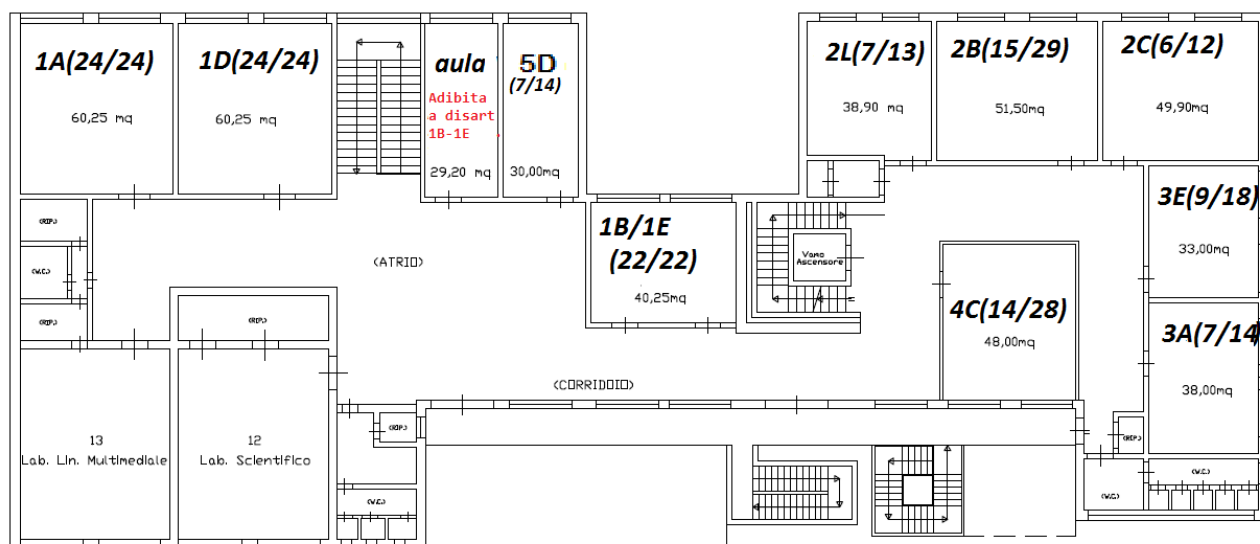 1A(24/24)
60,25 mq
1D(24/24)
60,25 mq
aula
Adibita
a disart
1B-1E
29,20 mq
5D
(7/14)
30,00mq
2L(7/13)
38,90 mq
2B(15/29)
51,50mq
2C(6/12)
49,90mq
3E(9/18)
33,00mq
(RIP.)
(W.C.)
(RIP.)
(ATRIO)
1B/1E
(22/22)
40,25mq
Vano
Ascensore
4C(14/28)
48,00mq
3A(7/14
38,00mq
(RIP.)
(CORRIDOIO)
13
Lab. Lin. Multimediale
12
Lab. Scientifico
(RIP.)
(RIP.)
(W.C.)
(W.C.)
(W.C.)